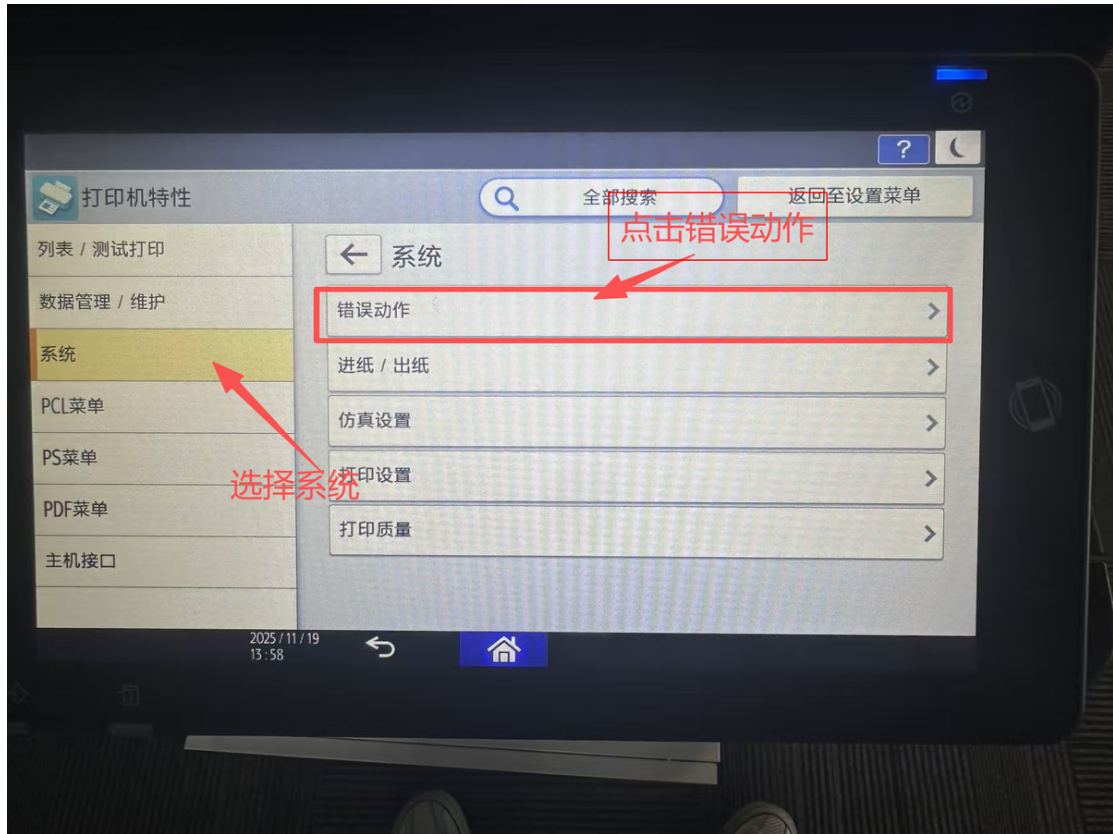 ?
打印机特性
全部搜索
返回至设置菜单
点击错误动作
列表 / 测试打印
系统
数据管理 / 维护
错误动作
系统
进纸 / 出纸
PCL菜单
仿真设置
PS菜单
选择系统
打印设置
PDF菜单
打印质量
主机接口
2025 / 11 / 19
13 : 58